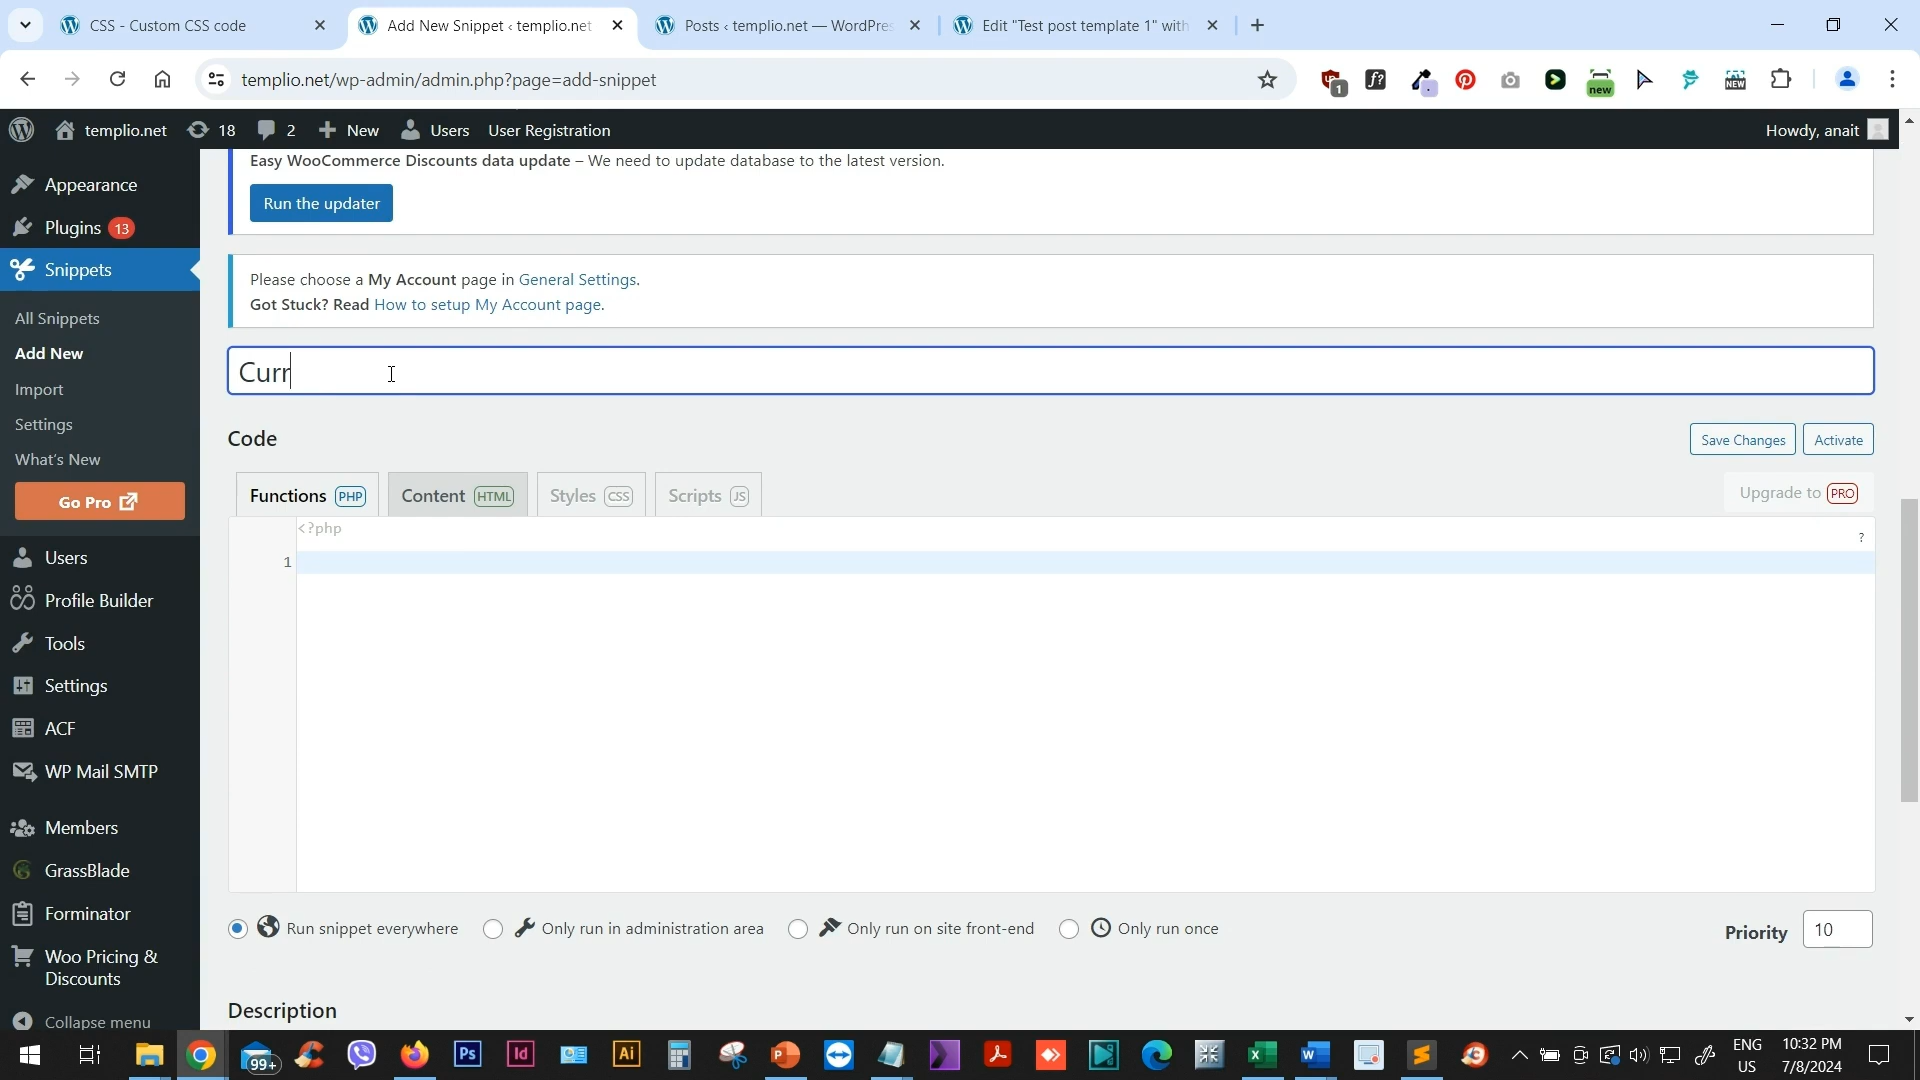 CSS - Custom CSS code
Add New Snippet ‹ templio.net
Posts ‹ templio.net — WordPres
Edit "Test post template 1" with
templio.net/wp-admin/admin.php?page=add-snippet
1
new
NEW
templio.net
18
2
New
Users
User Registration
Howdy, anait
Appearance
Plugins 13
Snippets
All Snippets
Add New
Import
Settings
What's New
Go Pro
Users
Profile Builder
Tools
Settings
ACF
WP Mail SMTP
Members
GrassBlade
Forminator
Woo Pricing &
Discounts
Collapse menu
Easy WooCommerce Discounts data update – We need to update database to the latest version.
Run the updater
Please choose a My Account page in General Settings.
Got Stuck? Read How to setup My Account page.
Curr
Code
Save Changes
Activate
Functions PHP
Content HTML
Styles CSS
Scripts JS
Upgrade to PRO
<?php
?
1
Run snippet everywhere
Only run in administration area
Only run on site front-end
Only run once
Priority
10
Description
99+
Ps
Id
Ai
ENG
US
10:32 PM
7/8/2024